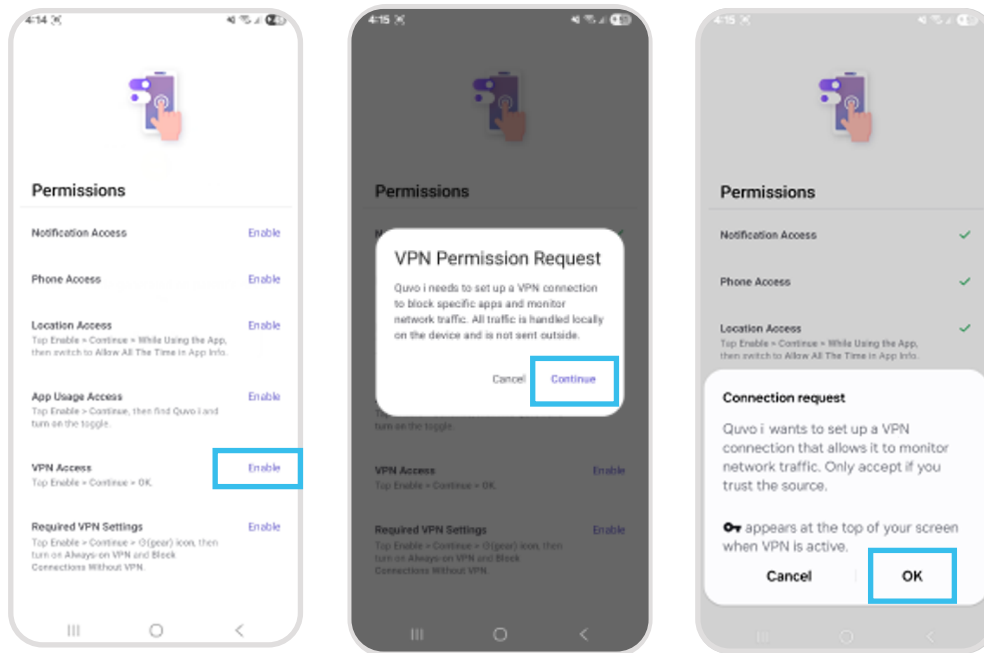 4:14
Permissions
Notification Access
Enable
Phone Access
Enable
Location Access
Enable
Tap Enable > Continue > While Using the App,
then switch to Allow All The Time in App Info.
App Usage Access
Enable
Tap Enable > Continue, then find Quvo i and
turn on the toggle.
VPN Access
Enable
Tap Enable > Continue > OK.
Required VPN Settings
Enable
Tap Enable > Continue > (gear) icon, then
turn on Always-on VPN and Block
Connections Without VPN.
4:15
Permissions
VPN Permission Request
Quvo i needs to set up a VPN connection
to block specific apps and monitor
network traffic. All traffic is handled locally
on the device and is not sent outside.
Cancel
Continue
turn on the toggle.
VPN Access
Enable
Tap Enable > Continue > OK.
Required VPN Settings
Enable
Tap Enable > Continue > (gear) icon, then
turn on Always-on VPN and Block
Connections Without VPN.
4:15
Permissions
Notification Access
Phone Access
Location Access
Tap Enable > Continue > While Using the App,
then switch to Allow All The Time in App Info.
Connection request
Quvo i wants to set up a VPN
connection that allows it to monitor
network traffic. Only accept if you
trust the source.
appears at the top of your screen
when VPN is active.
Cancel
OK